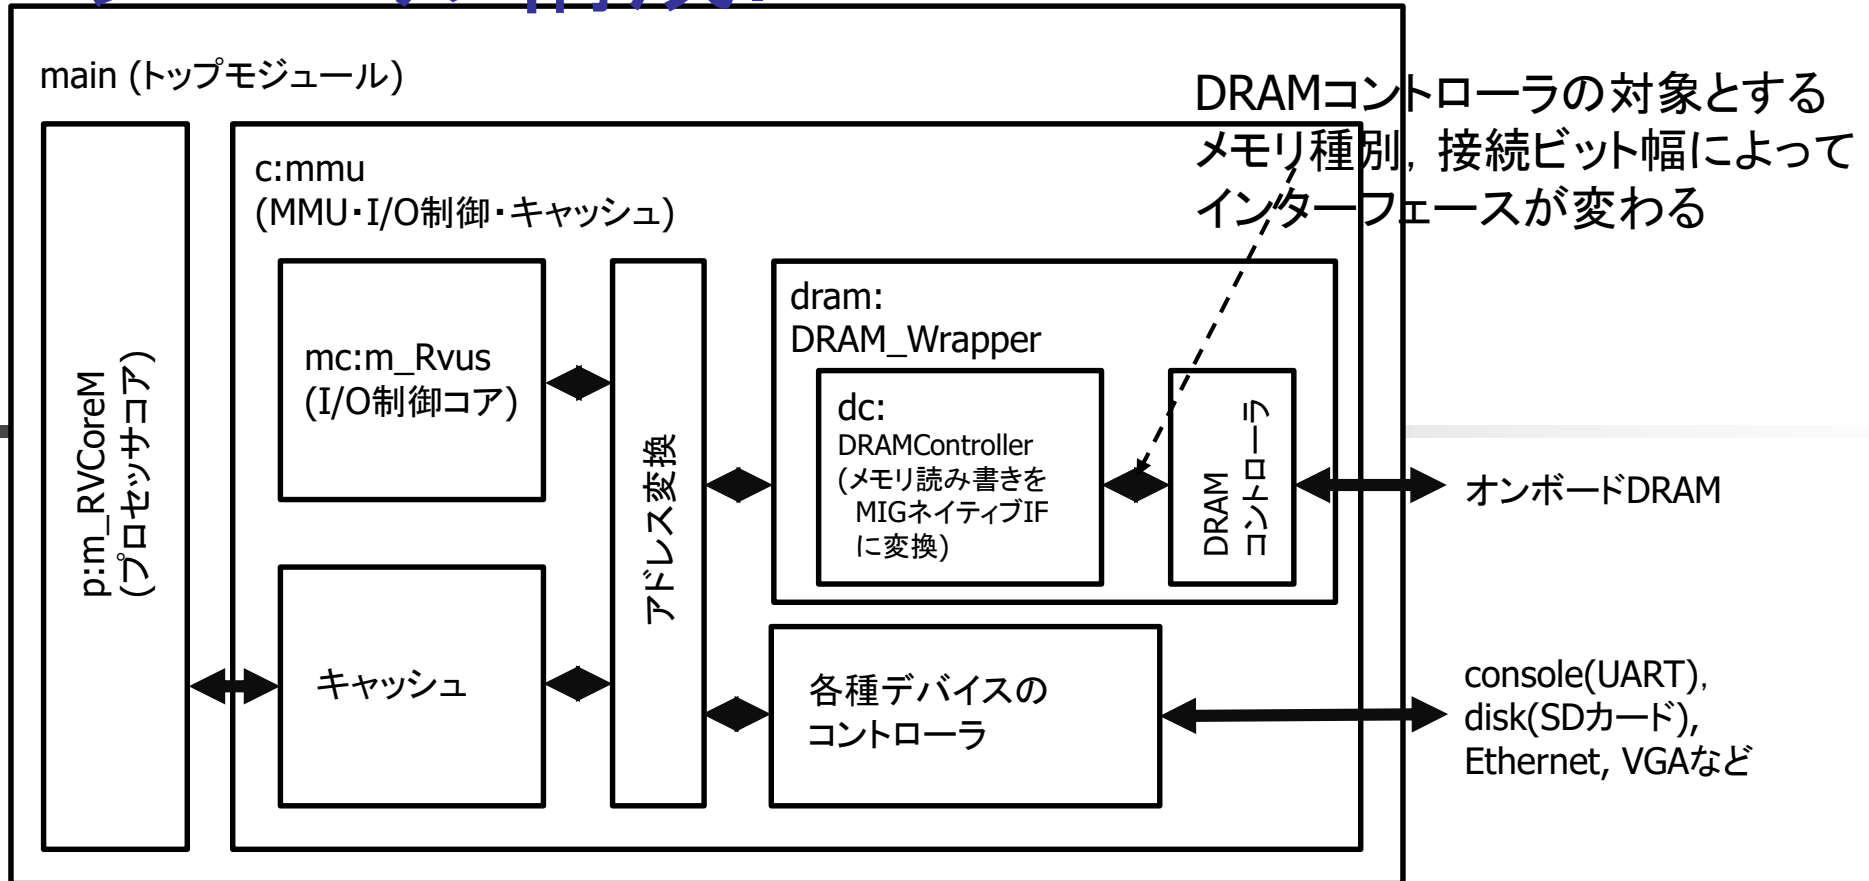 main (トップモジュール)
DRAMコントローラの対象とする
メモリ種別，接続ビット幅によって
インターフェースが変わる
p:m_RVCoreM
(プロセッサコア)
c:mmu
(MMU・I/O制御・キャッシュ)
mc:m_Rvus
(I/O制御コア)
キャッシュ
アドレス変換
dram:
DRAM_Wrapper
dc:
DRAMController
(メモリ読み書きを
MIGネイティブIF
に変換)
DRAM
コントローラ
オンボードDRAM
各種デバイスの
コントローラ
console(UART),
disk(SDカード),
Ethernet, VGAなど